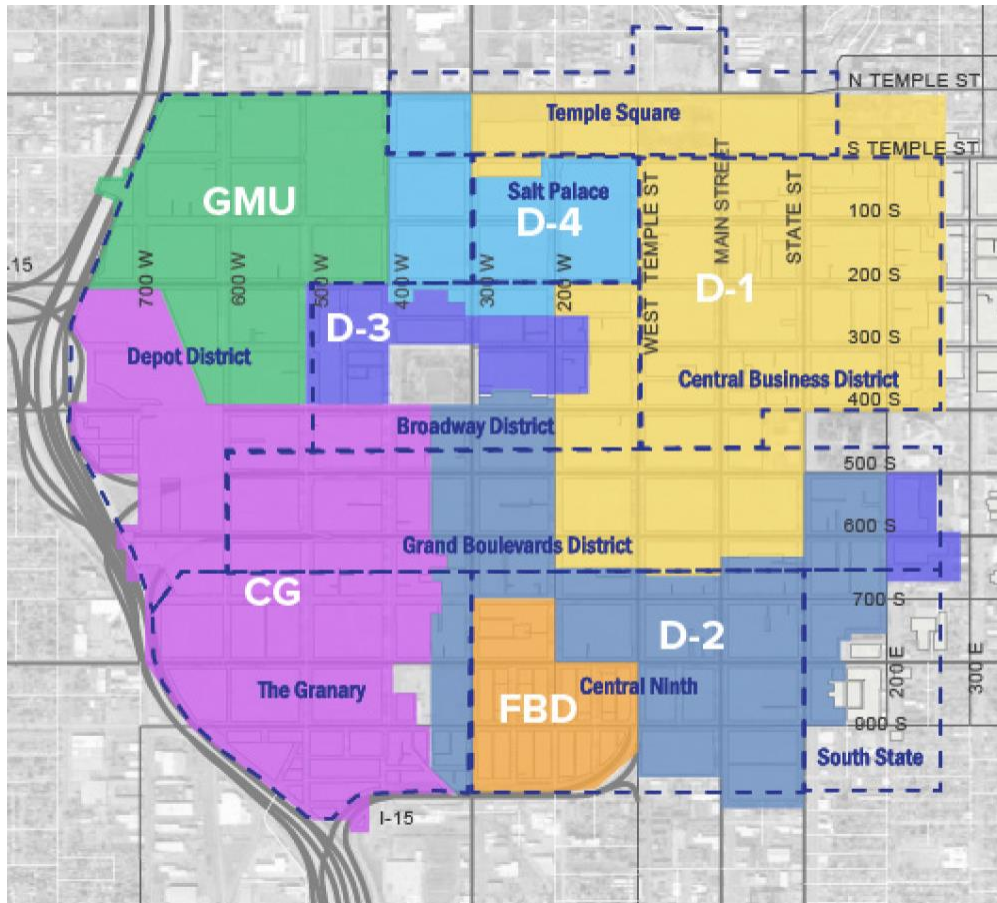 N TEMPLE ST
Temple Square
S TEMPLE ST
Salt Palace
GMU
D-4
WEST TEMPLE ST
MAIN STREET
STATE ST
100 S
-15
700 W
600 W
500 W
400 W
300 W
200 W
200 S
D-1
D-3
300 S
Depot District
Central Business District
400 S
Broadway District
500 S
600 S
Grand Boulevards District
CG
700 S
D-2
200 E
300 E
The Granary
Central Ninth
FBD
900 S
South State
I-15